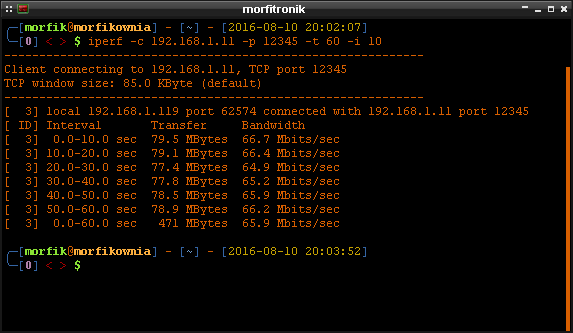 morfitronik
┌─[morfik@morfikownia] - [~] - [2016-08-10 20:02:07]
└─[0] <> $ iperf -c 192.168.1.11 -p 12345 -t 60 -i 10
------------------------------------------------------------
Client connecting to 192.168.1.11, TCP port 12345
TCP window size: 85.0 KByte (default)
------------------------------------------------------------
[  3] local 192.168.1.119 port 62574 connected with 192.168.1.11 port 12345
[ ID] Interval       Transfer     Bandwidth
[  3]  0.0-10.0 sec  79.5 MBytes  66.7 Mbits/sec
[  3] 10.0-20.0 sec  79.1 MBytes  66.4 Mbits/sec
[  3] 20.0-30.0 sec  77.4 MBytes  64.9 Mbits/sec
[  3] 30.0-40.0 sec  77.8 MBytes  65.2 Mbits/sec
[  3] 40.0-50.0 sec  78.5 MBytes  65.9 Mbits/sec
[  3] 50.0-60.0 sec  78.9 MBytes  66.2 Mbits/sec
[  3]  0.0-60.0 sec   471 MBytes  65.9 Mbits/sec
┌─[morfik@morfikownia] - [~] - [2016-08-10 20:03:52]
└─[0] <> $